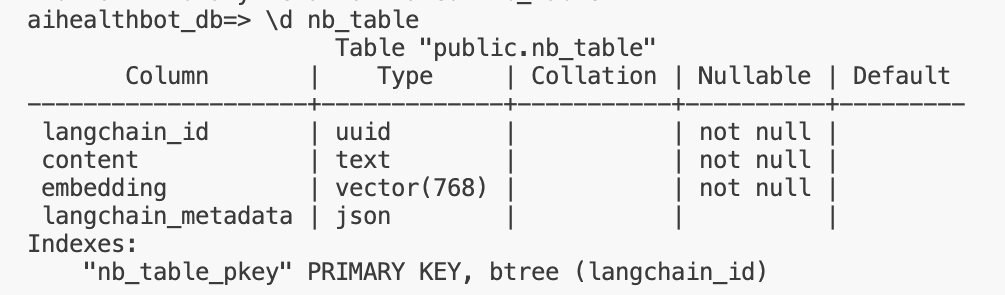 aihealthbot_db=> \d nb_table
Table "public.nb_table"
Column | Type | Collation | Nullable | Default
--------------------+-------------+-----------+----------+---------
langchain_id | uuid | | not null |
content | text | | not null |
embedding | vector(768) | | not null |
langchain_metadata | json | | |
Indexes:
"nb_table_pkey" PRIMARY KEY, btree (langchain_id)